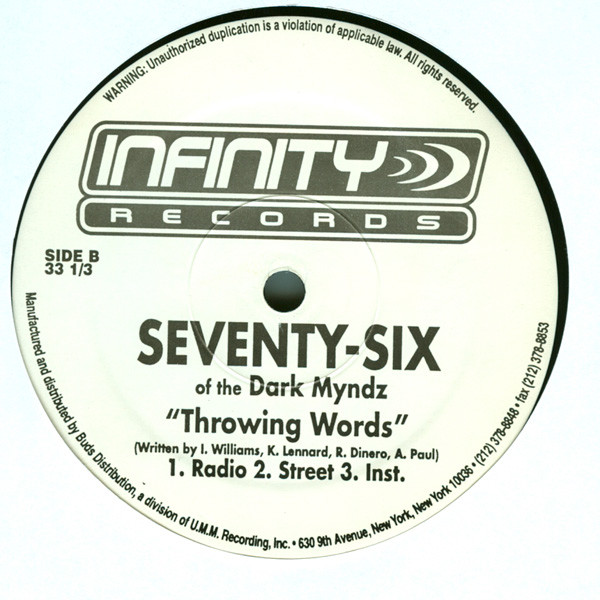 WARNING: Unauthorized duplication is a violation of applicable law. All rights reserved.
INFINITY
RECORDS
SIDE B
33 1/3
SEVENTY-SIX
of the Dark Myndz
"Throwing Words"
(Written by I. Williams, K. Lennard, R. Dinero, A. Paul)
1. Radio 2. Street 3. Inst.
Manufactured and distributed by Buds Distribution, a division of U.M.M. Recording, Inc. • 630 9th Avenue, New York, New York 10036 • (212) 378-8848 • fax (212) 378-8853